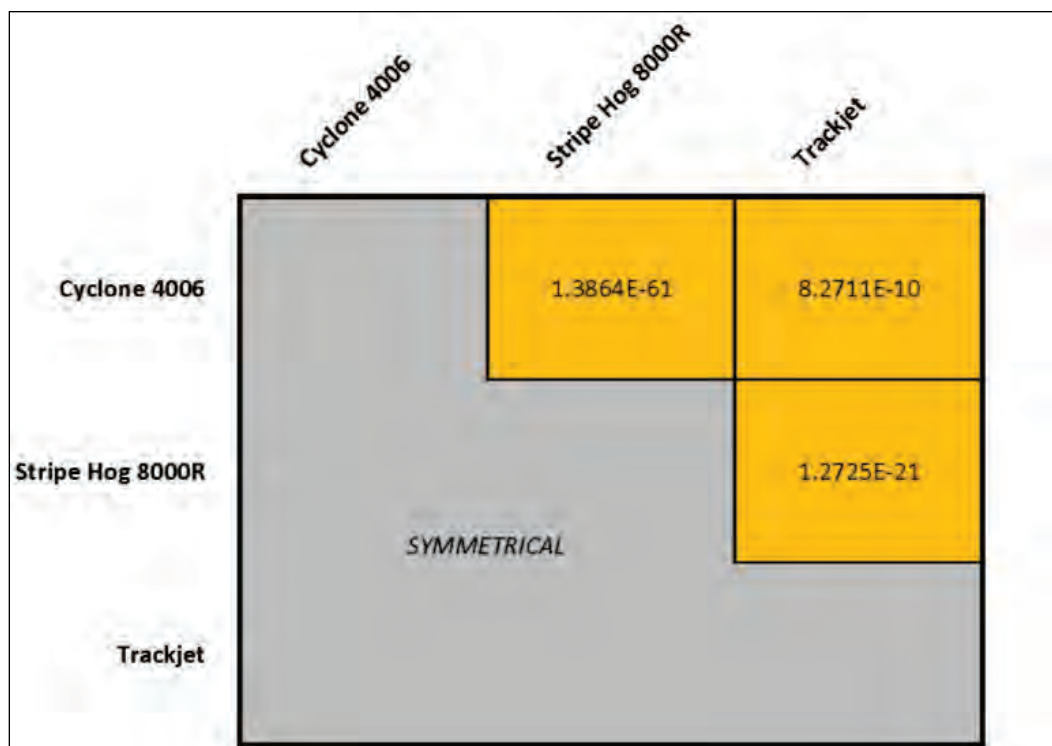 Cyclone 4006
Stripe Hog 8000R
Trackjet
Cyclone 4006
1.3864E-61
8.2711E-10
Stripe Hog 8000R
1.2725E-21
SYMMETRICAL
Trackjet